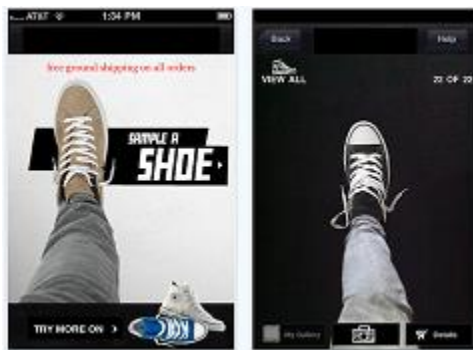 AT&T 1:34 PM
free ground shipping on all orders
SAMPLE A
SHOE
TRY MORE ON >
Back
Help
VIEW ALL
22 OF 22
My Gallery
Details